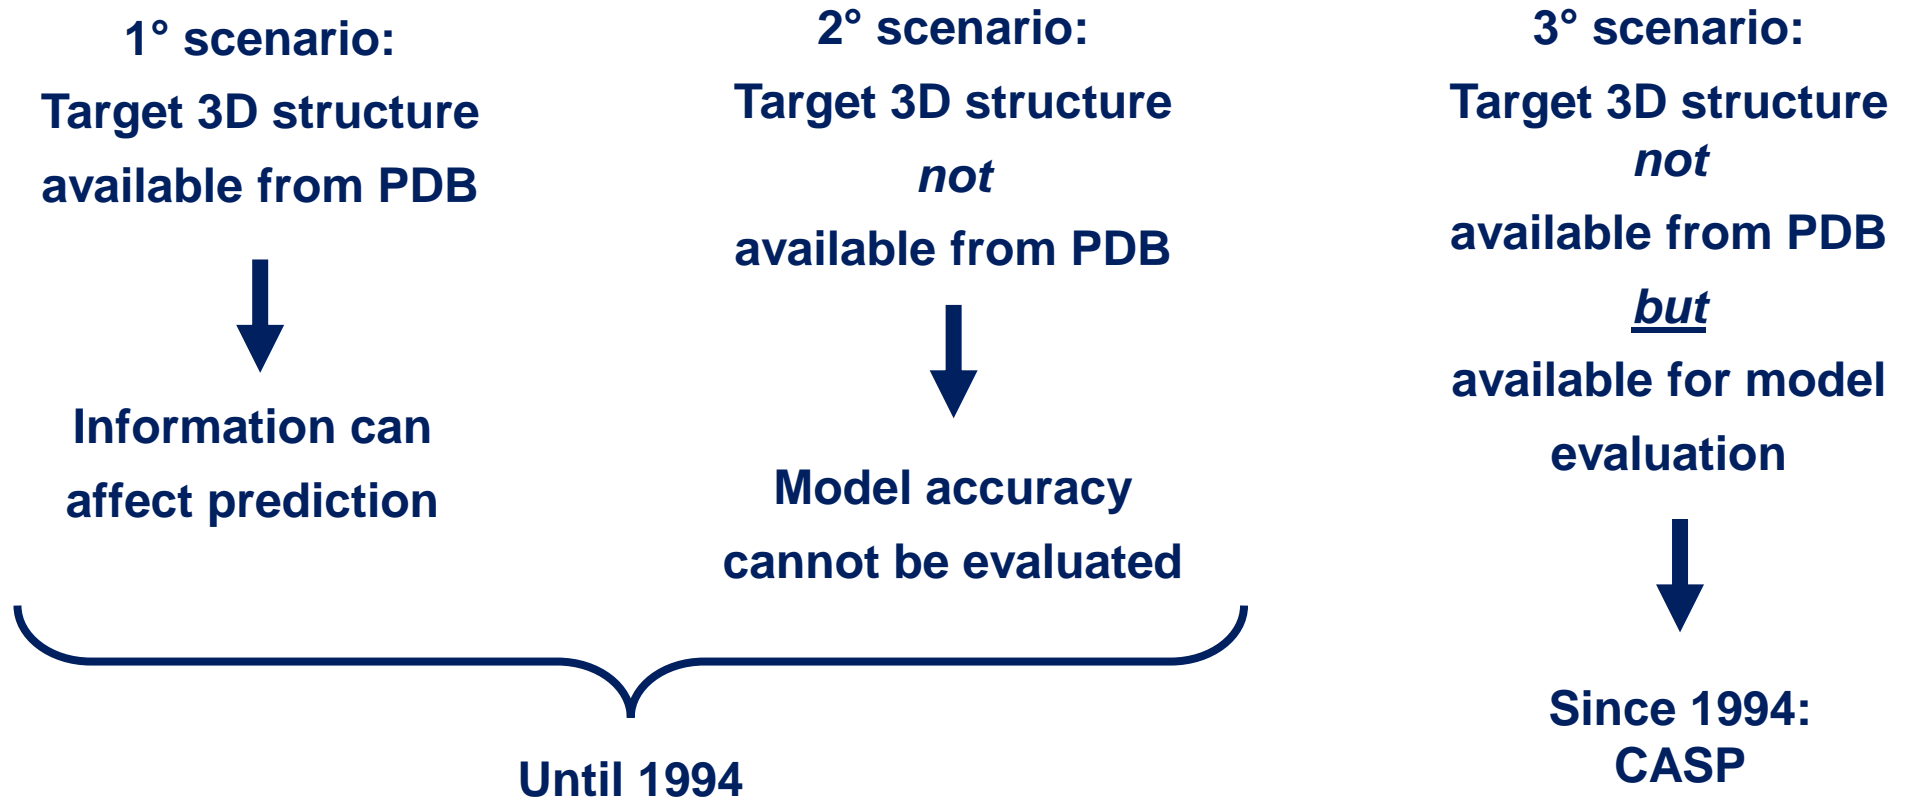 1° scenario:
Target 3D structure
available from PDB
Information can
affect prediction
2° scenario:
Target 3D structure
not
available from PDB
Model accuracy
cannot be evaluated
Until 1994
3° scenario:
Target 3D structure
not
available from PDB
but
available for model
evaluation
Since 1994:
CASP